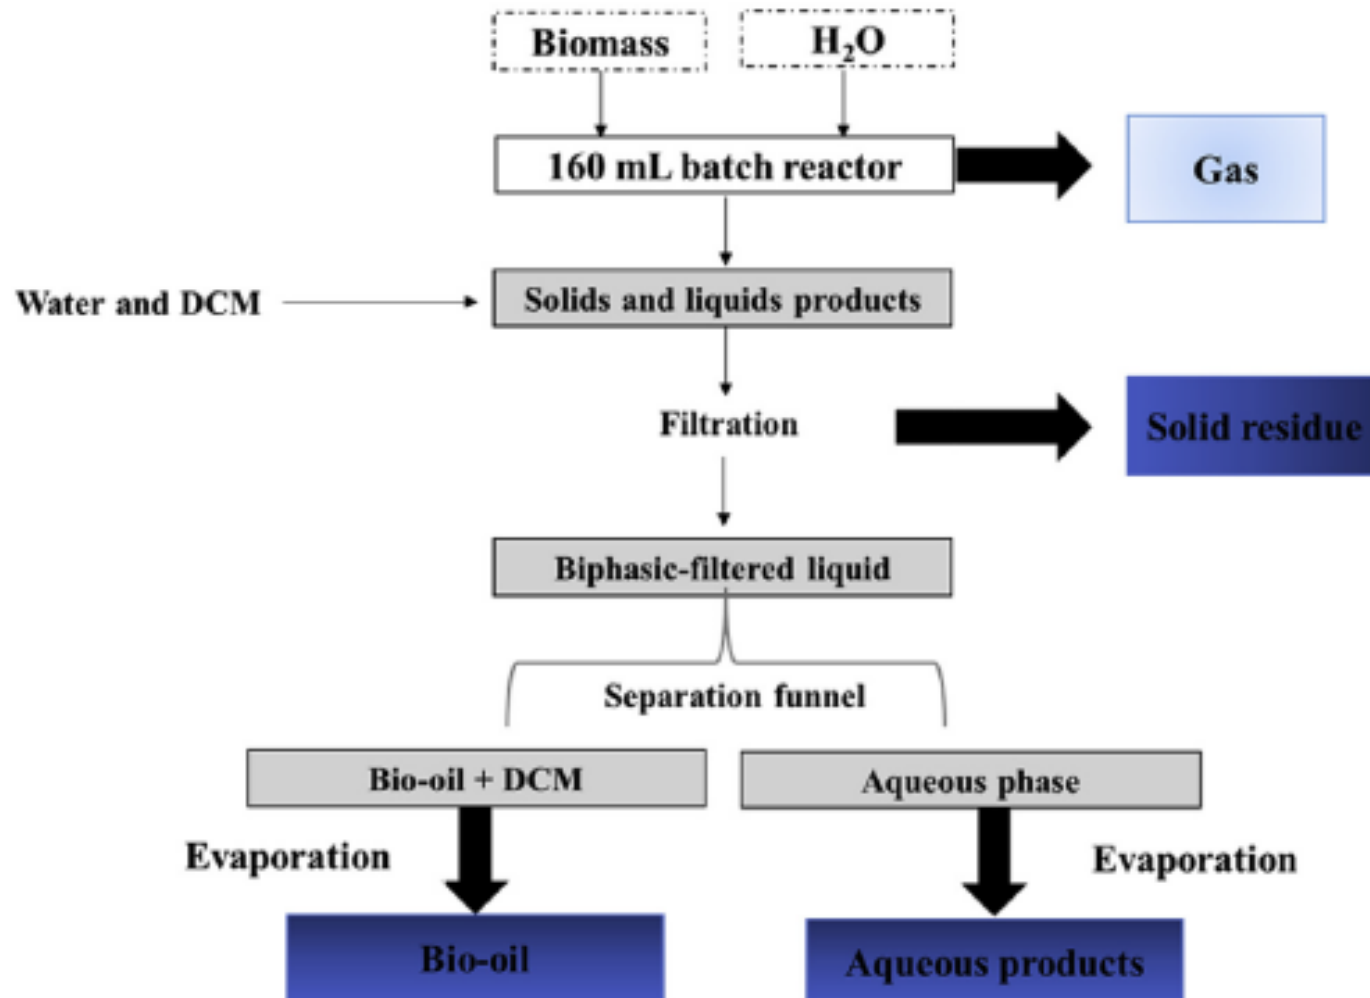 Biomass
H₂O
160 mL batch reactor
Gas
Water and DCM
Solids and liquids products
Filtration
Solid residue
Biphasic-filtered liquid
Separation funnel
Bio-oil + DCM
Aqueous phase
Evaporation
Evaporation
Bio-oil
Aqueous products